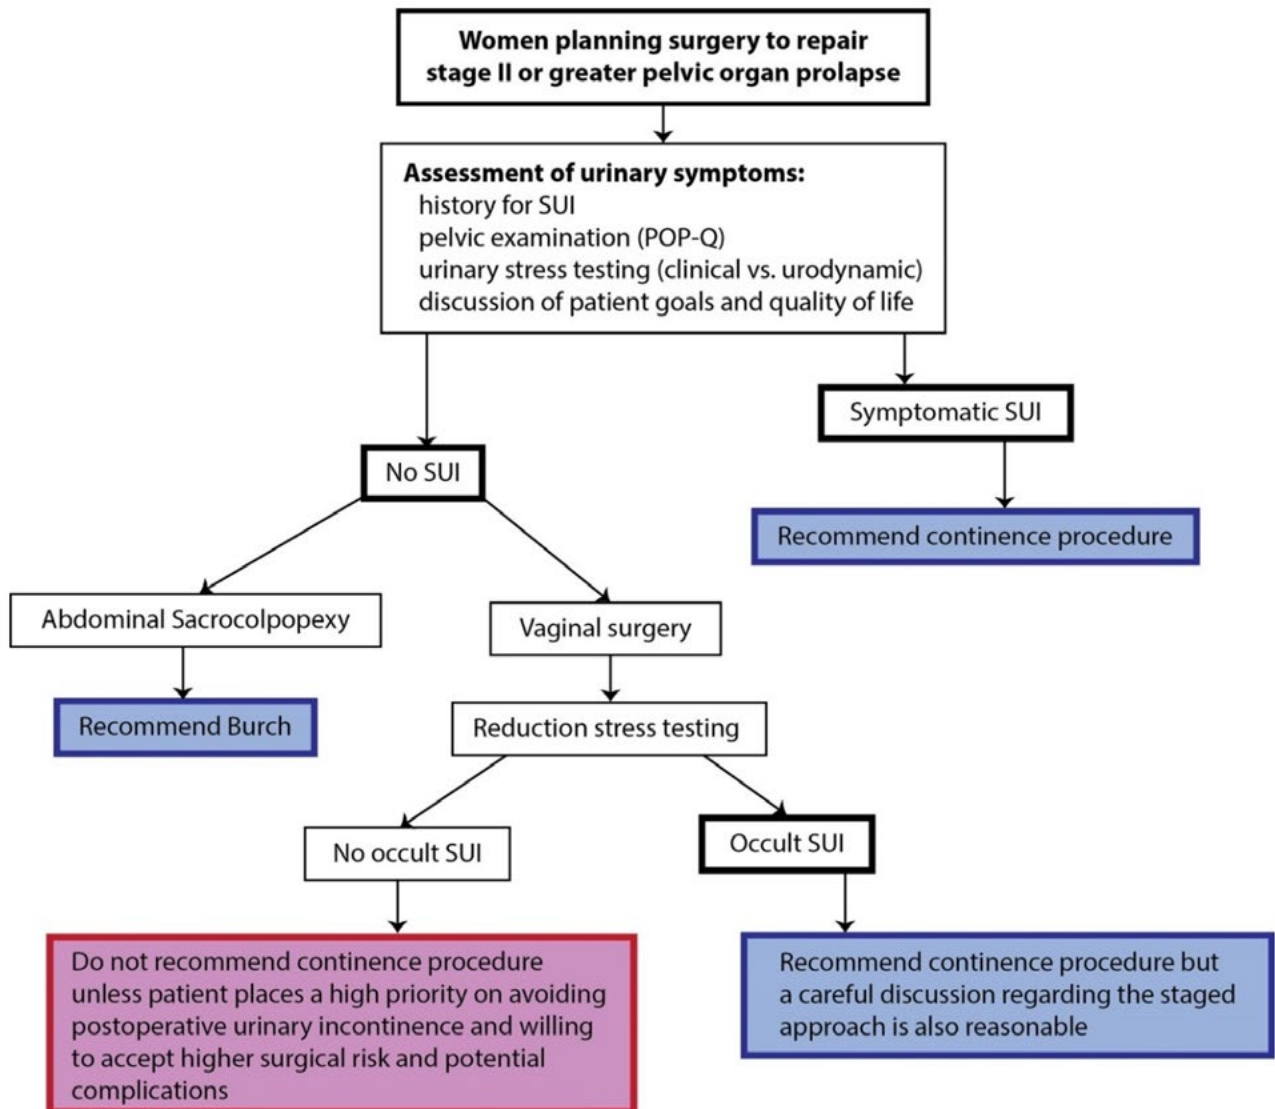 Women planning surgery to repair
stage II or greater pelvic organ prolapse
Assessment of urinary symptoms:
history for SUI
pelvic examination (POP-Q)
urinary stress testing (clinical vs. urodynamic)
discussion of patient goals and quality of life
Symptomatic SUI
No SUI
Recommend continence procedure
Abdominal Sacrocolpopexy
Vaginal surgery
Recommend Burch
Reduction stress testing
No occult SUI
Occult SUI
Do not recommend continence procedure
unless patient places a high priority on avoiding
postoperative urinary incontinence and willing
to accept higher surgical risk and potential
complications
Recommend continence procedure but
a careful discussion regarding the staged
approach is also reasonable